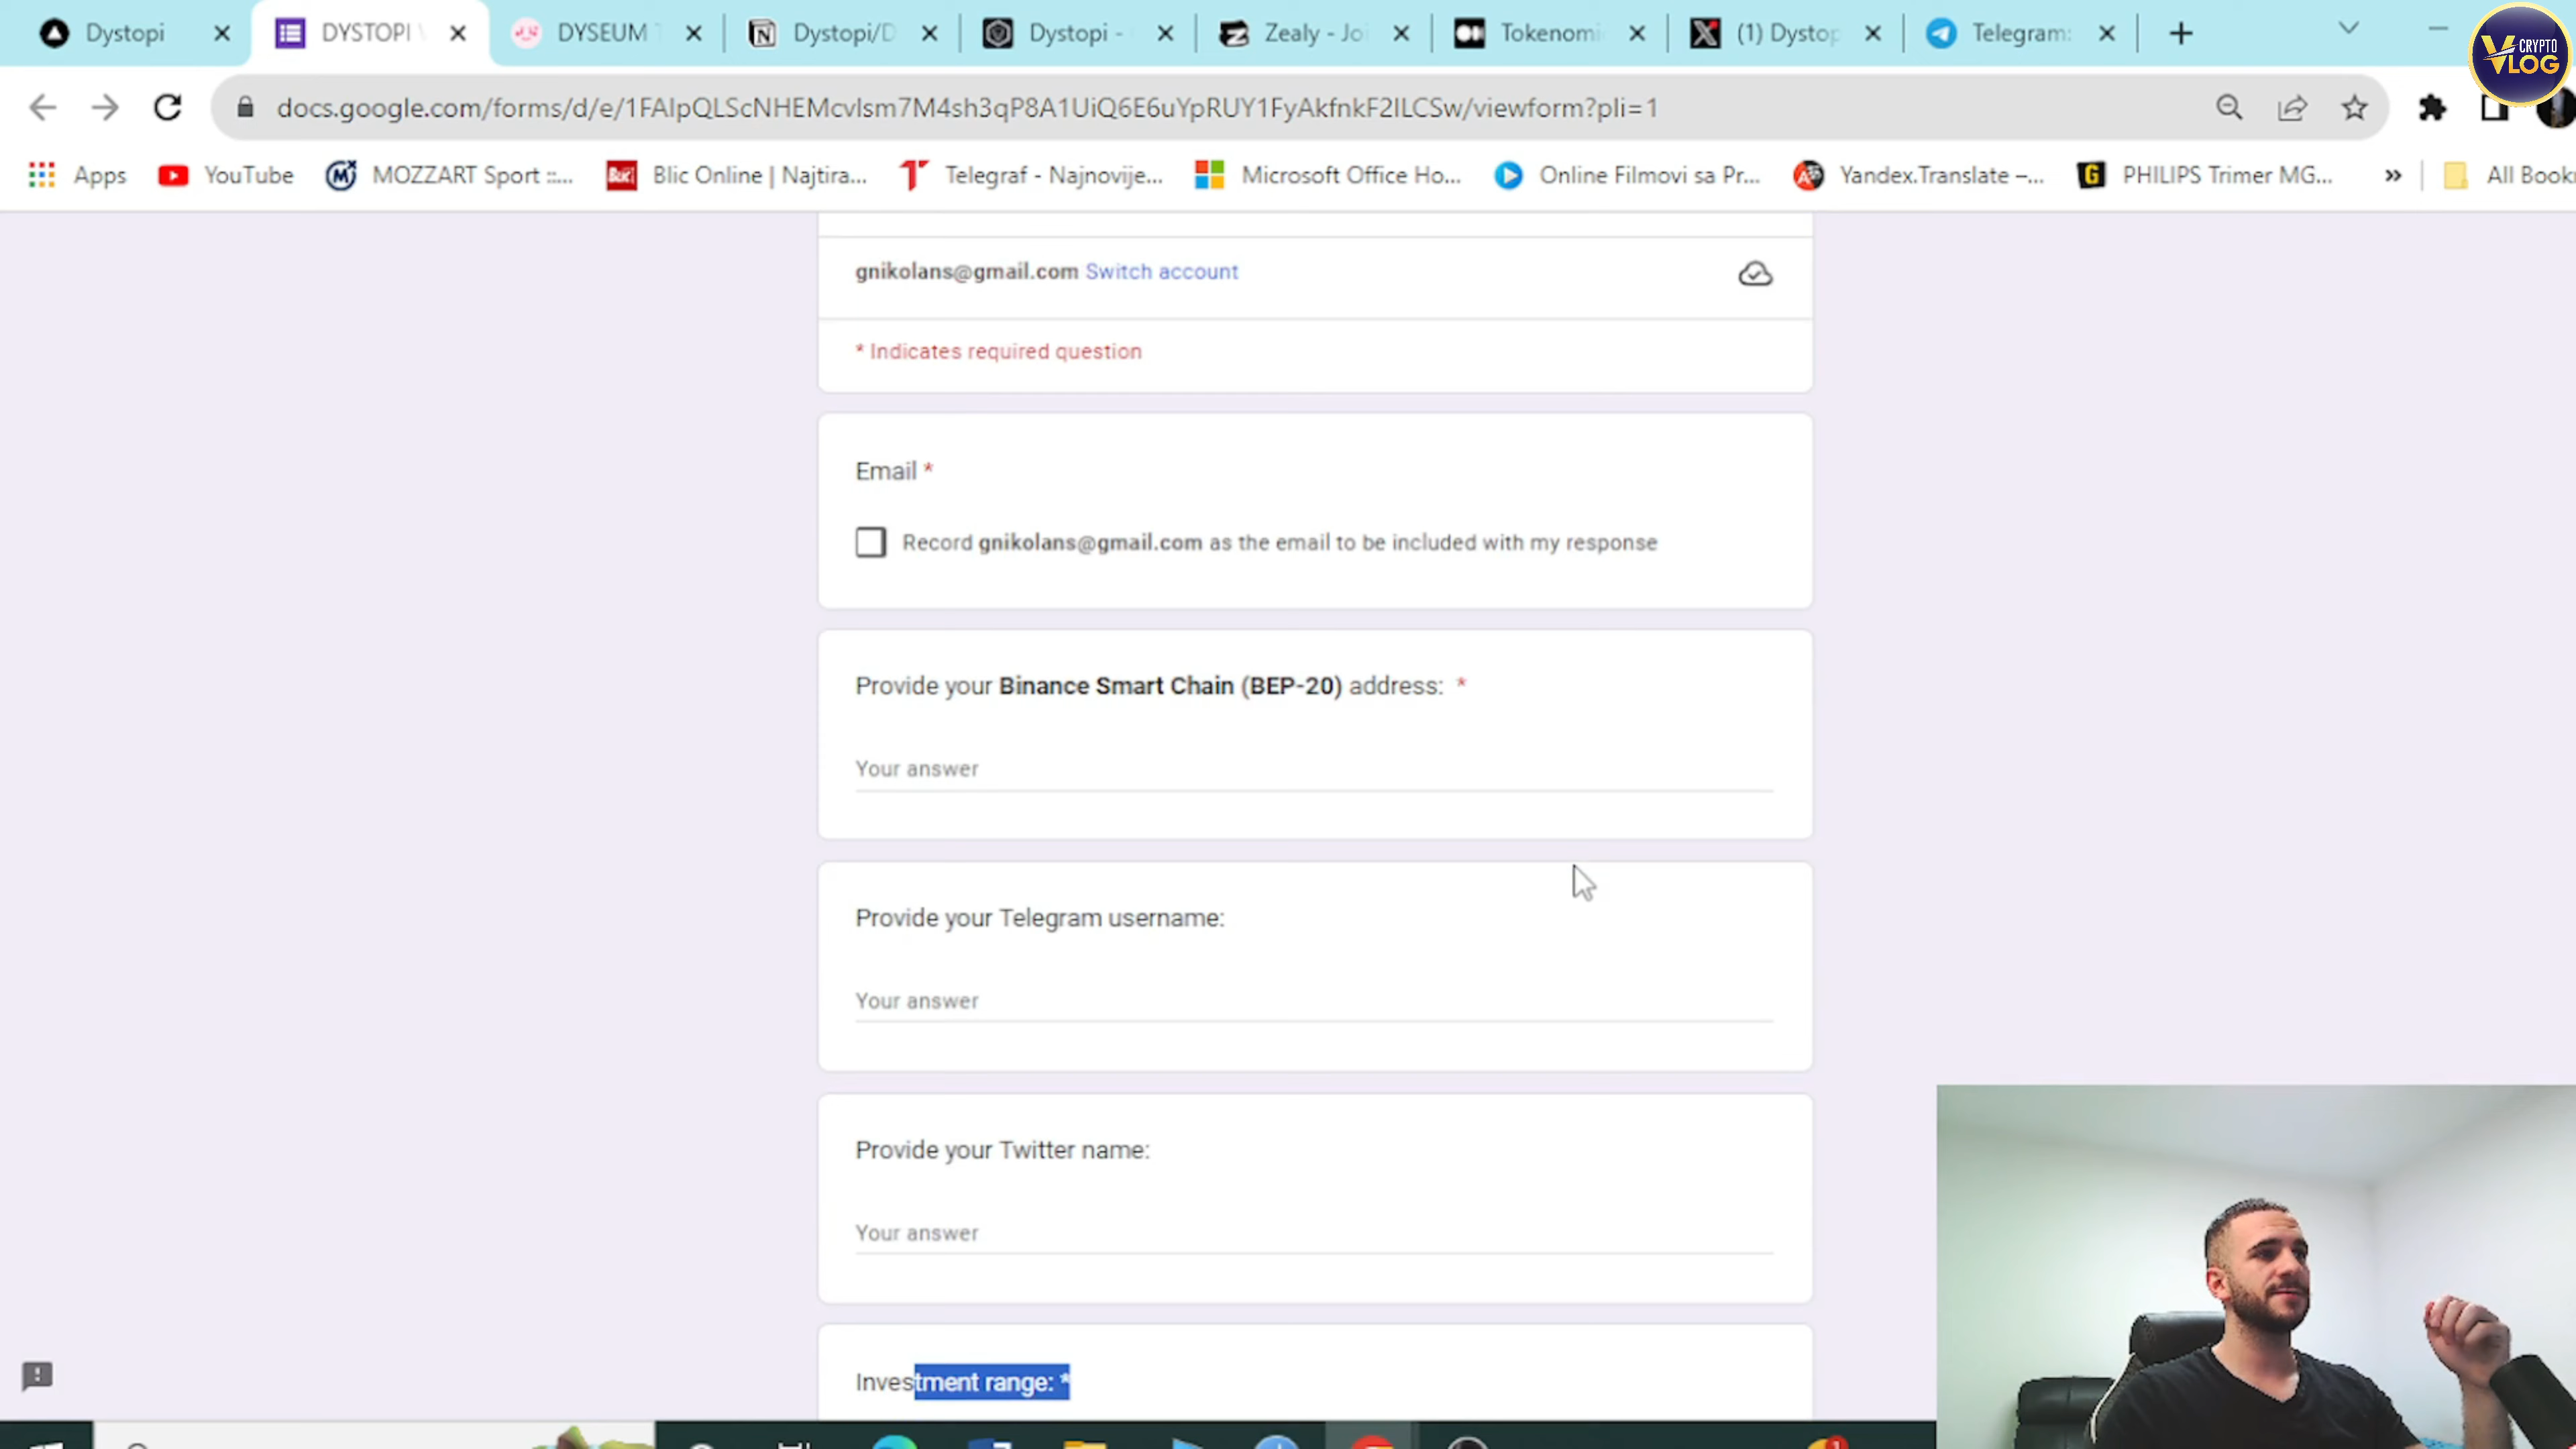 Dystopi
DYSTOPI
DYSEUM
Dystopi/D
Dystopi -
Zealy - Joi
Tokenomi
(1) Dystop
Telegram:
CRYPTO
VLOG
docs.google.com/forms/d/e/1FAIpQLScNHEMcvlsm7M4sh3qP8A1UiQ6E6uYpRUY1FyAkfnkF2ILCSw/viewform?pli=1
Apps
YouTube
MOZZART Sport ::...
Blic Online | Najtira...
Telegraf - Najnovije...
Microsoft Office Ho...
Online Filmovi sa Pr...
Yandex.Translate –...
PHILIPS Trimer MG...
»
All Book
gnikolans@gmail.com Switch account
* Indicates required question
Email *
Record gnikolans@gmail.com as the email to be included with my response
Provide your Binance Smart Chain (BEP-20) address: *
Your answer
Provide your Telegram username:
Your answer
Provide your Twitter name:
Your answer
Investment range: *